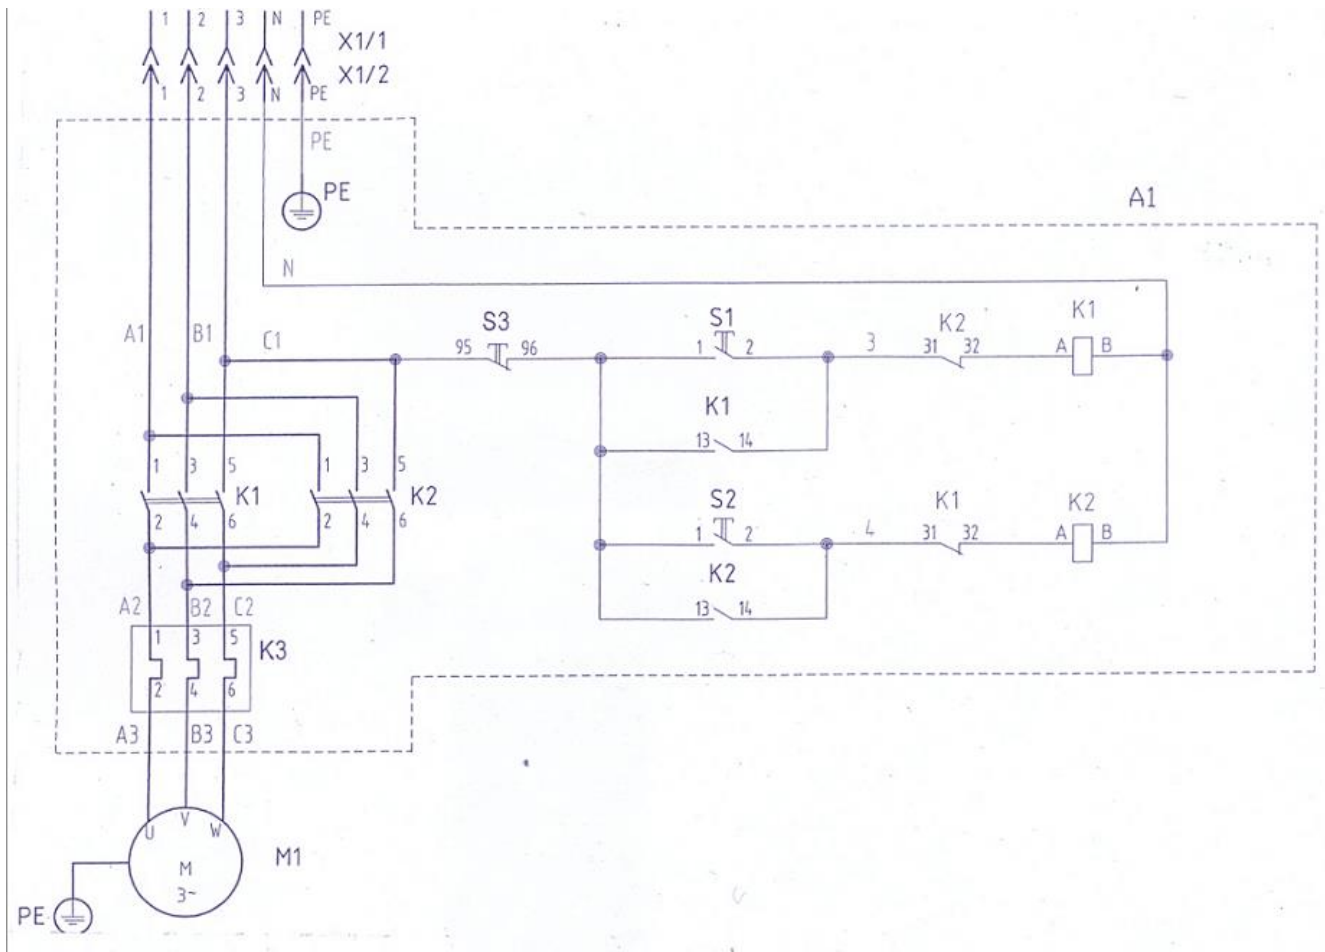 1 2 3 N PE
X1/1
X1/2
1 2 3 N PE
PE
PE
A1
N
A1 B1 C1
S3
95 96
S1
1 2
3
K2
31 32
K1
A B
K1
13 14
1 3 5
K1
2 4 6
1 3 5
K2
2 4 6
S2
1 2
4
K1
31 32
K2
A B
K2
13 14
A2 B2 C2
1 3 5
K3
2 4 6
A3 B3 C3
U V W
M
3~
M1
PE